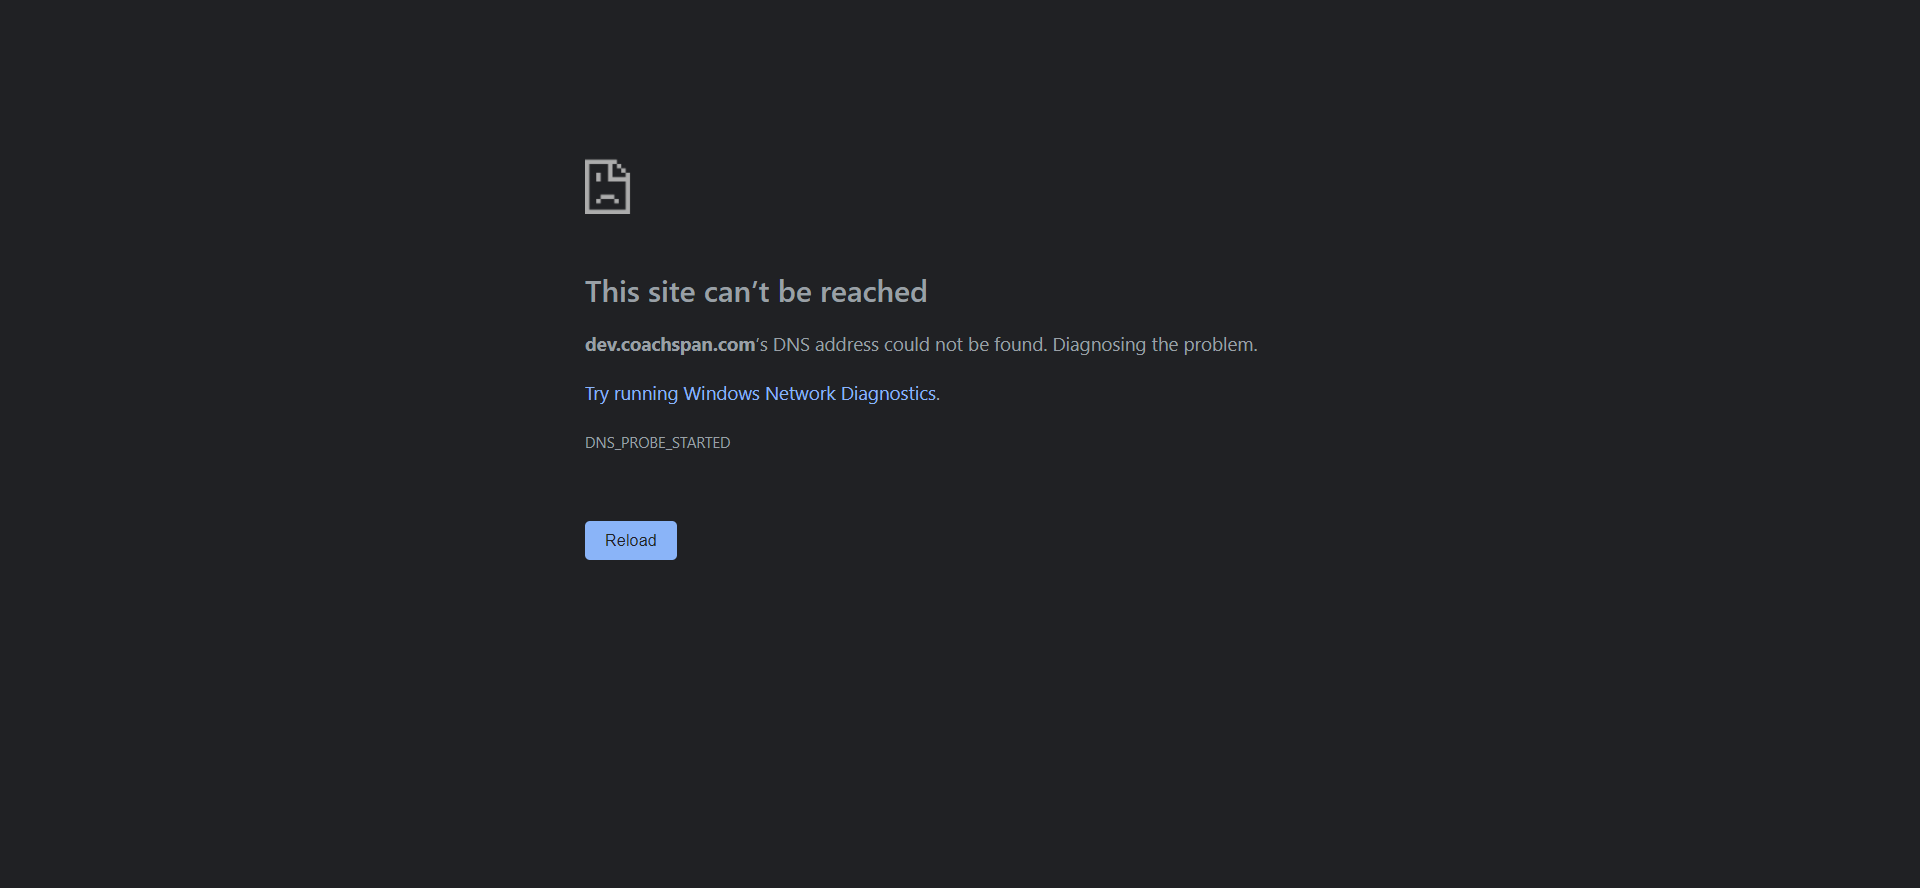 This site can’t be reached
dev.coachspan.com’s DNS address could not be found. Diagnosing the problem.
Try running Windows Network Diagnostics.
DNS_PROBE_STARTED
Reload